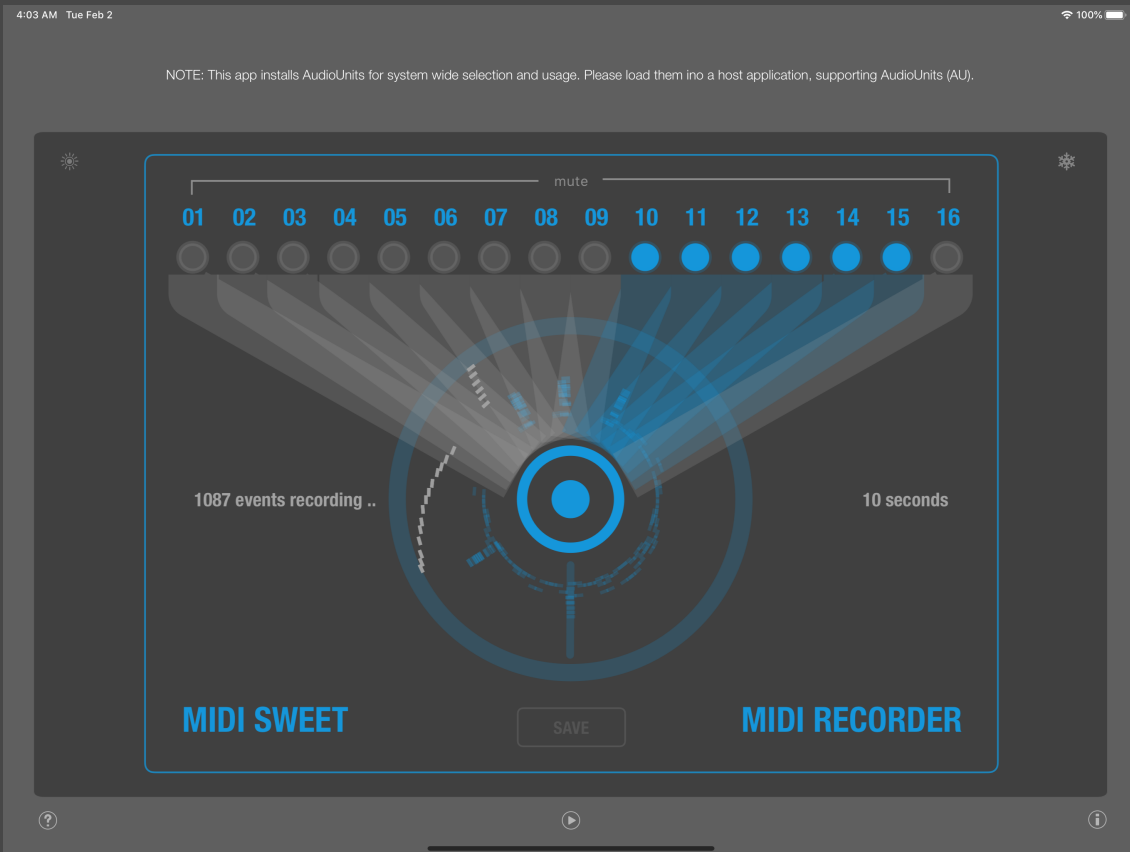 4:03 AM Tue Feb 2
100%
NOTE: This app installs AudioUnits for system wide selection and usage. Please load them ino a host application, supporting AudioUnits (AU).
mute
01 02 03 04 05 06 07 08 09 10 11 12 13 14 15 16
1087 events recording ..
10 seconds
MIDI SWEET
SAVE
MIDI RECORDER
?
i